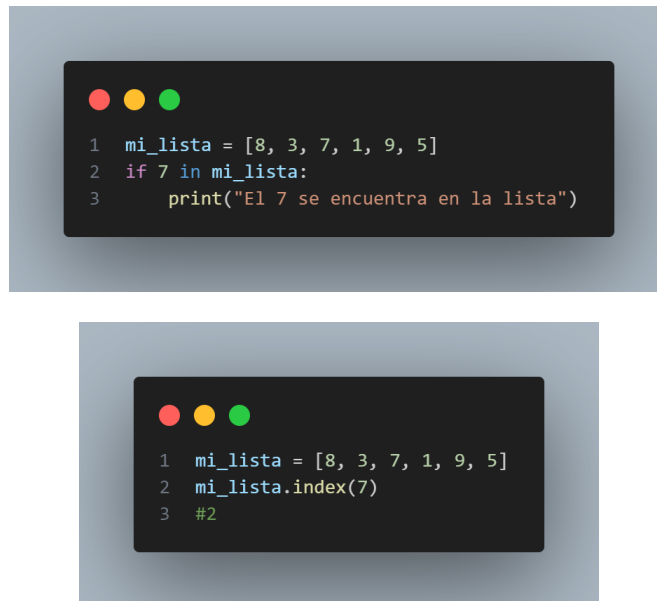 1 mi_lista = [8, 3, 7, 1, 9, 5]
2 if 7 in mi_lista:
3     print("El 7 se encuentra en la lista")
1 mi_lista = [8, 3, 7, 1, 9, 5]
2 mi_lista.index(7)
3 #2